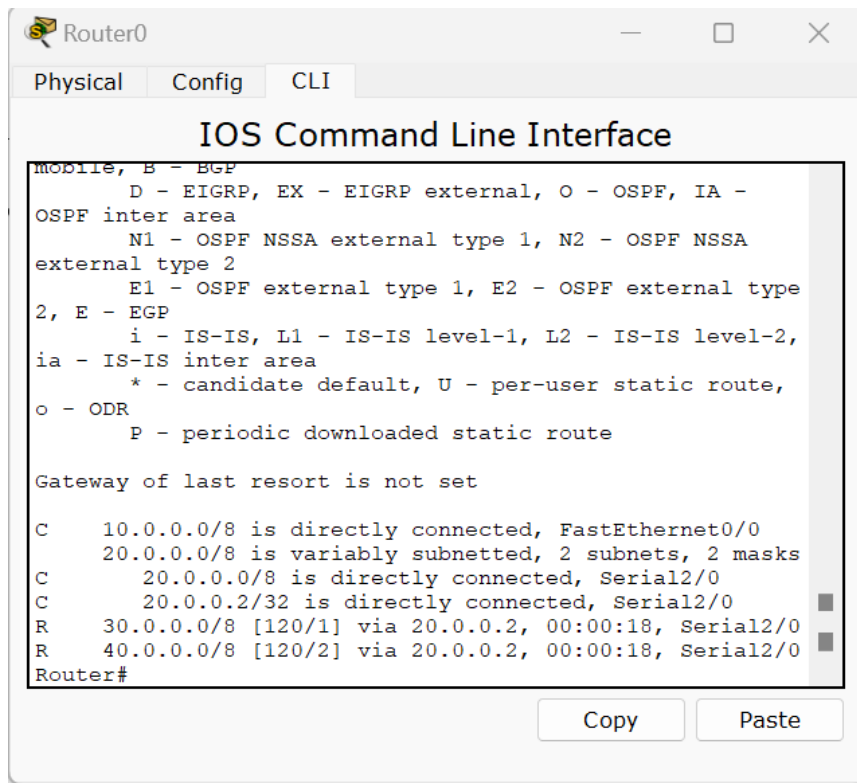 Router0
Physical Config CLI
IOS Command Line Interface
mobile, B - BGP
       D - EIGRP, EX - EIGRP external, O - OSPF, IA -
OSPF inter area
       N1 - OSPF NSSA external type 1, N2 - OSPF NSSA
external type 2
       E1 - OSPF external type 1, E2 - OSPF external type
2, E - EGP
       i - IS-IS, L1 - IS-IS level-1, L2 - IS-IS level-2,
ia - IS-IS inter area
       * - candidate default, U - per-user static route,
o - ODR
       P - periodic downloaded static route

Gateway of last resort is not set

C    10.0.0.0/8 is directly connected, FastEthernet0/0
     20.0.0.0/8 is variably subnetted, 2 subnets, 2 masks
C       20.0.0.0/8 is directly connected, Serial2/0
C       20.0.0.2/32 is directly connected, Serial2/0
R    30.0.0.0/8 [120/1] via 20.0.0.2, 00:00:18, Serial2/0
R    40.0.0.0/8 [120/2] via 20.0.0.2, 00:00:18, Serial2/0
Router#
Copy Paste